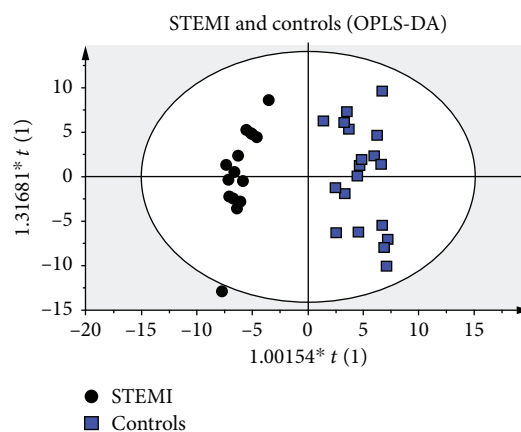 STEMI and controls (OPLS-DA)
10
5
0
−5
−10
−15
1.31681* t (1)
−20 −15 −10 −5 0 5 10 15
1.00154* t (1)
STEMI
Controls